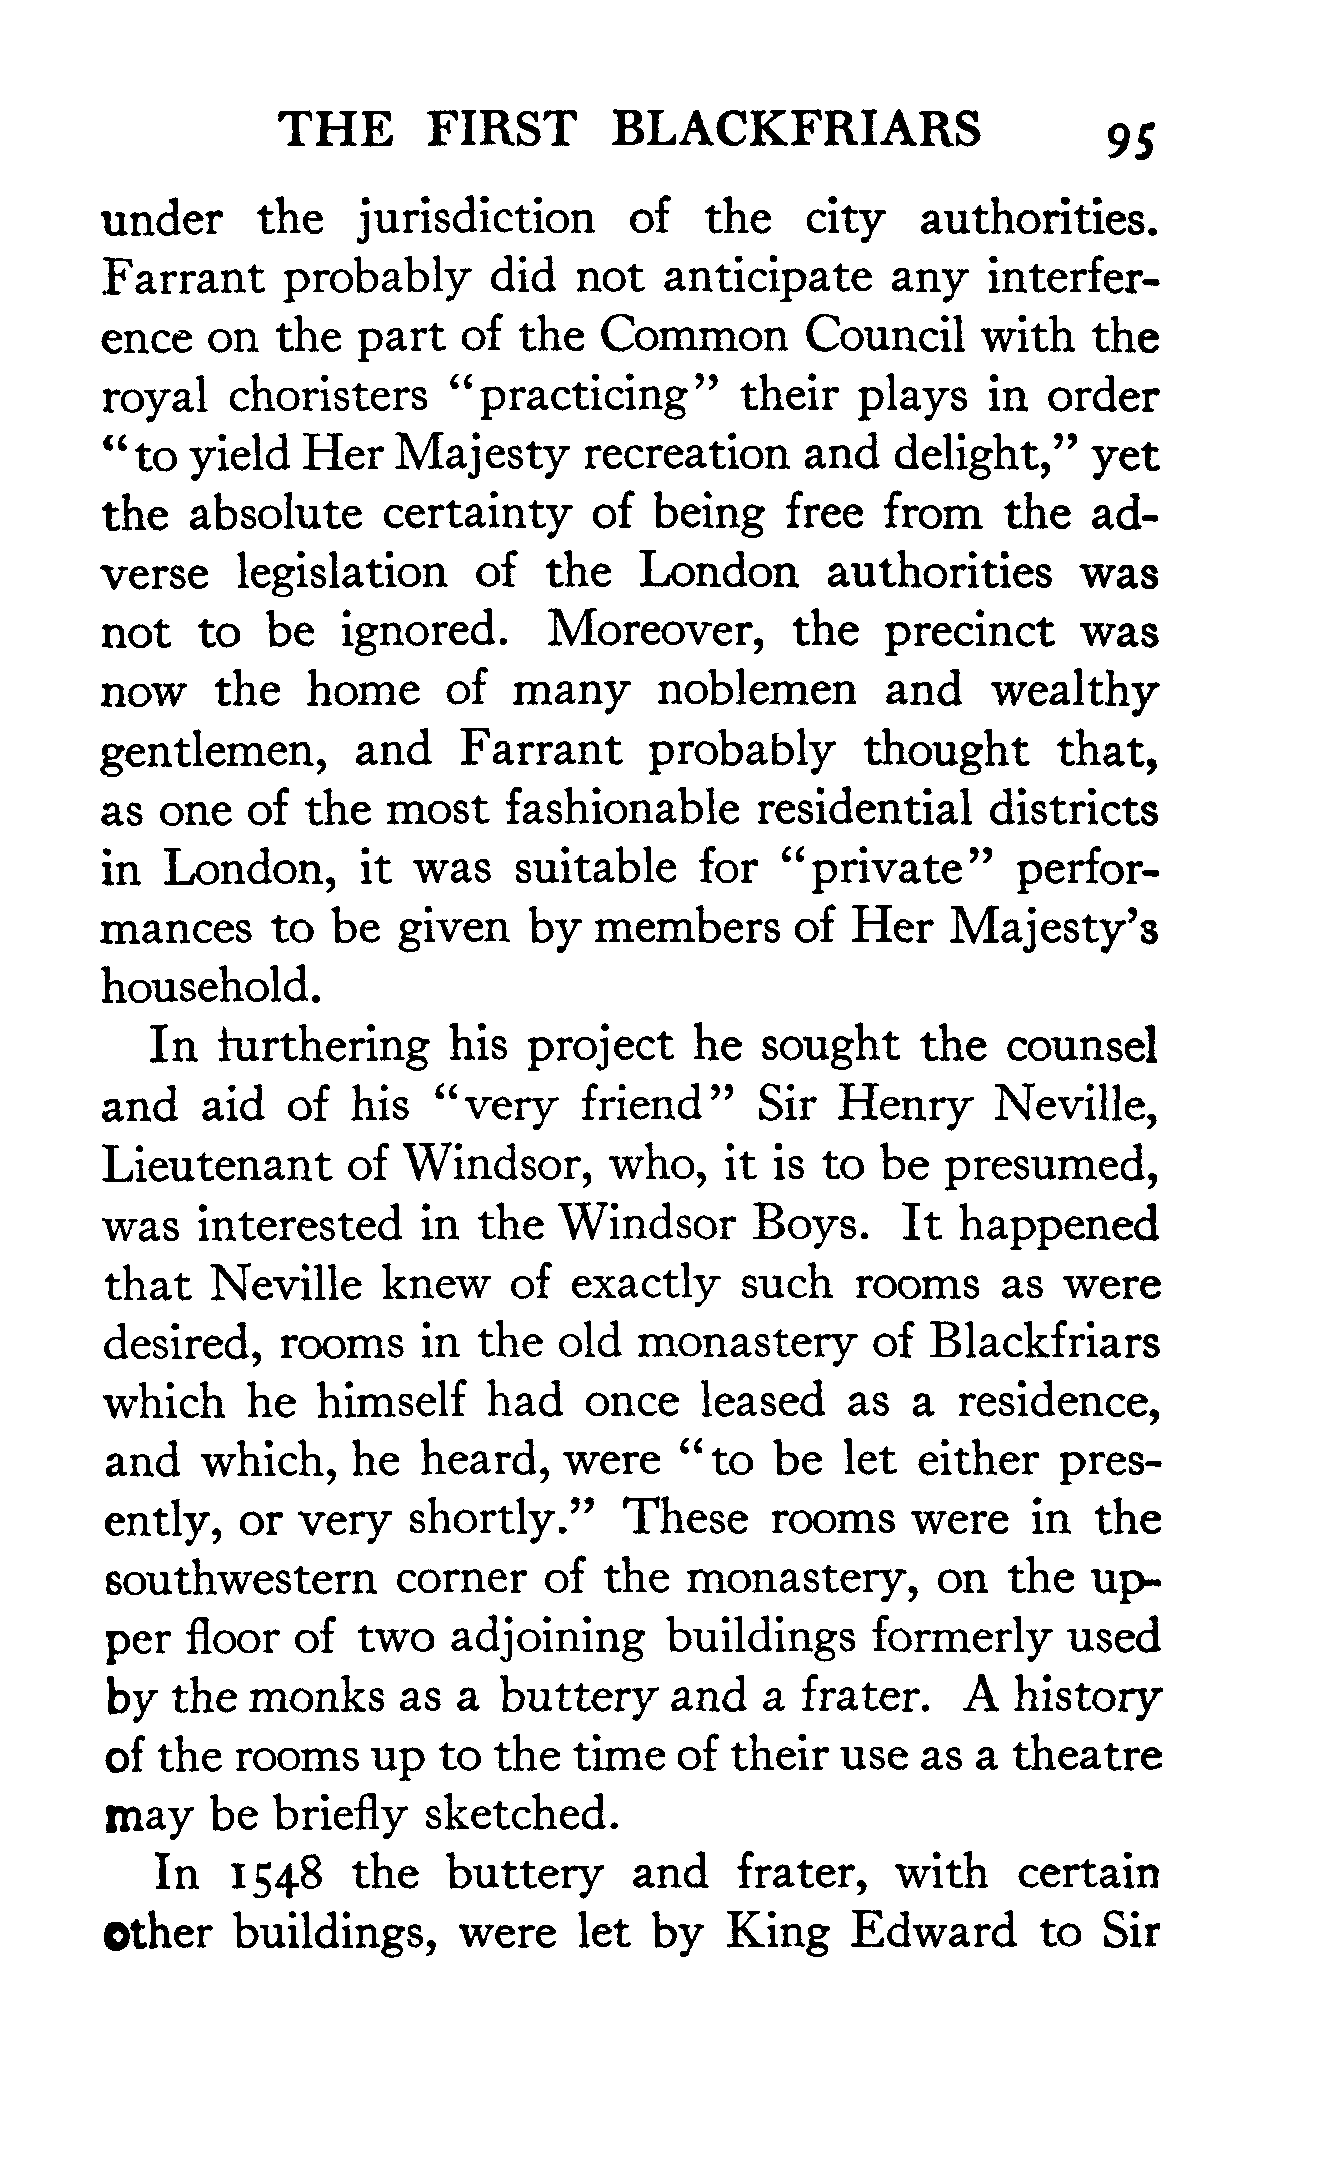 THE FIRST BLACKFRIARS 95
under the jurisdiction of the city authorities.
Farrant probably did not anticipate any interfer-
ence on the part of the Common Council with the
royal choristers “practicing” their plays in order
“to yield Her Majesty recreation and delight,” yet
the absolute certainty of being free from the ad-
verse legislation of the London authorities was
not to be ignored. Moreover, the precinct was
now the home of many noblemen and wealthy
gentlemen, and Farrant probably thought that,
as one of the most fashionable residential districts
in London, it was suitable for “private” perfor-
mances to be given by members of Her Majesty’s
household.
In furthering his project he sought the counsel
and aid of his “very friend” Sir Henry Neville,
Lieutenant of Windsor, who, it is to be presumed,
was interested in the Windsor Boys. It happened
that Neville knew of exactly such rooms as were
desired, rooms in the old monastery of Blackfriars
which he himself had once leased as a residence,
and which, he heard, were “to be let either pres-
ently, or very shortly.” These rooms were in the
southwestern corner of the monastery, on the up-
per floor of two adjoining buildings formerly used
by the monks as a buttery and a frater. A history
of the rooms up to the time of their use as a theatre
may be briefly sketched.
In 1548 the buttery and frater, with certain
other buildings, were let by King Edward to Sir